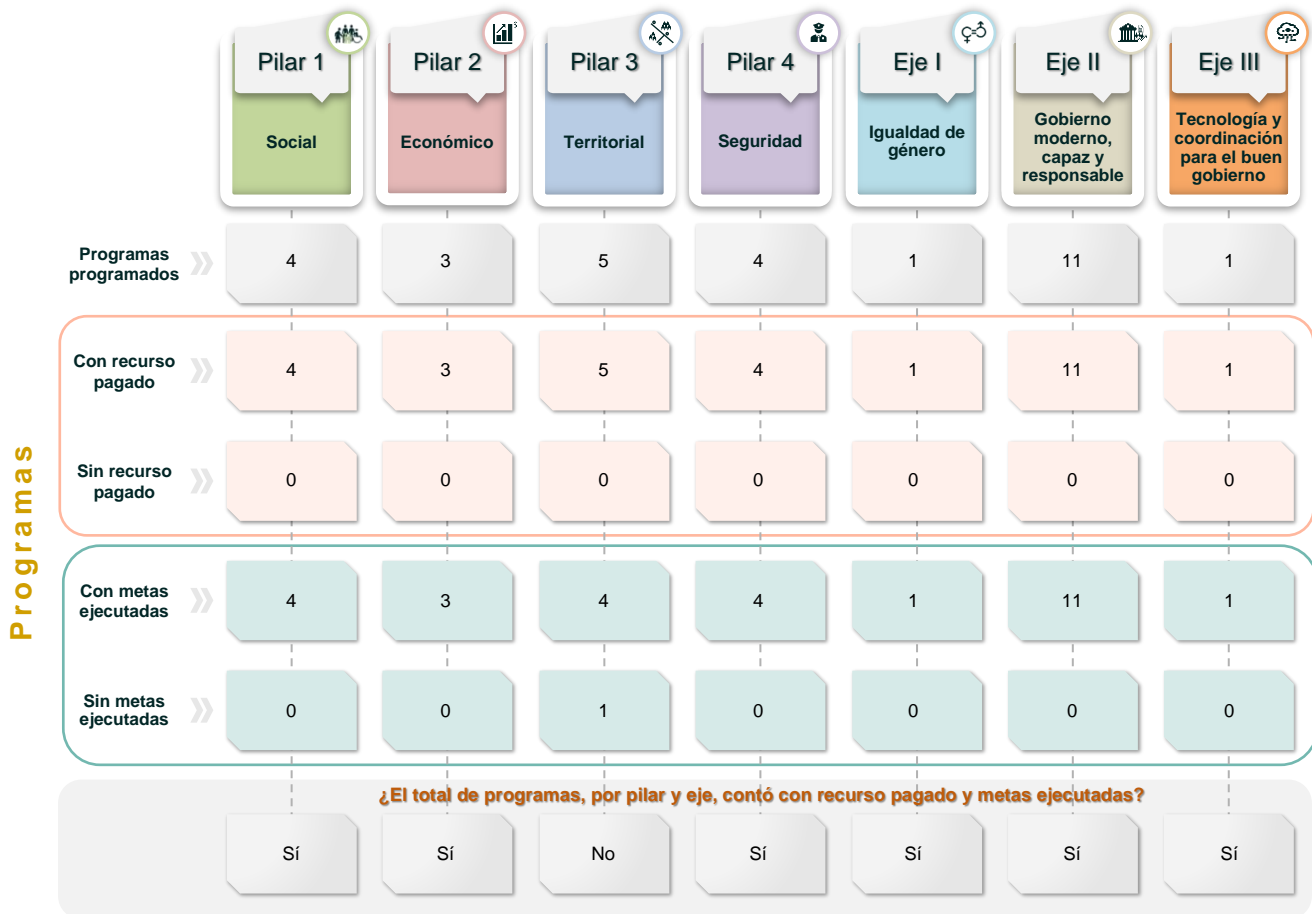 Pilar 1
Pilar 2
Pilar 3
Pilar 4
Eje I
Eje II
Eje III
Social
Económico
Territorial
Seguridad
Igualdad de
género
Gobierno
moderno,
capaz y
responsable
Tecnología y
coordinación
para el buen
gobierno
Programas
Programas
programados
4
3
5
4
1
11
1
Con recurso
pagado
4
3
5
4
1
11
1
Sin recurso
pagado
0
0
0
0
0
0
0
Con metas
ejecutadas
4
3
4
4
1
11
1
Sin metas
ejecutadas
0
0
1
0
0
0
0
¿El total de programas, por pilar y eje, contó con recurso pagado y metas ejecutadas?
Sí
Sí
No
Sí
Sí
Sí
Sí